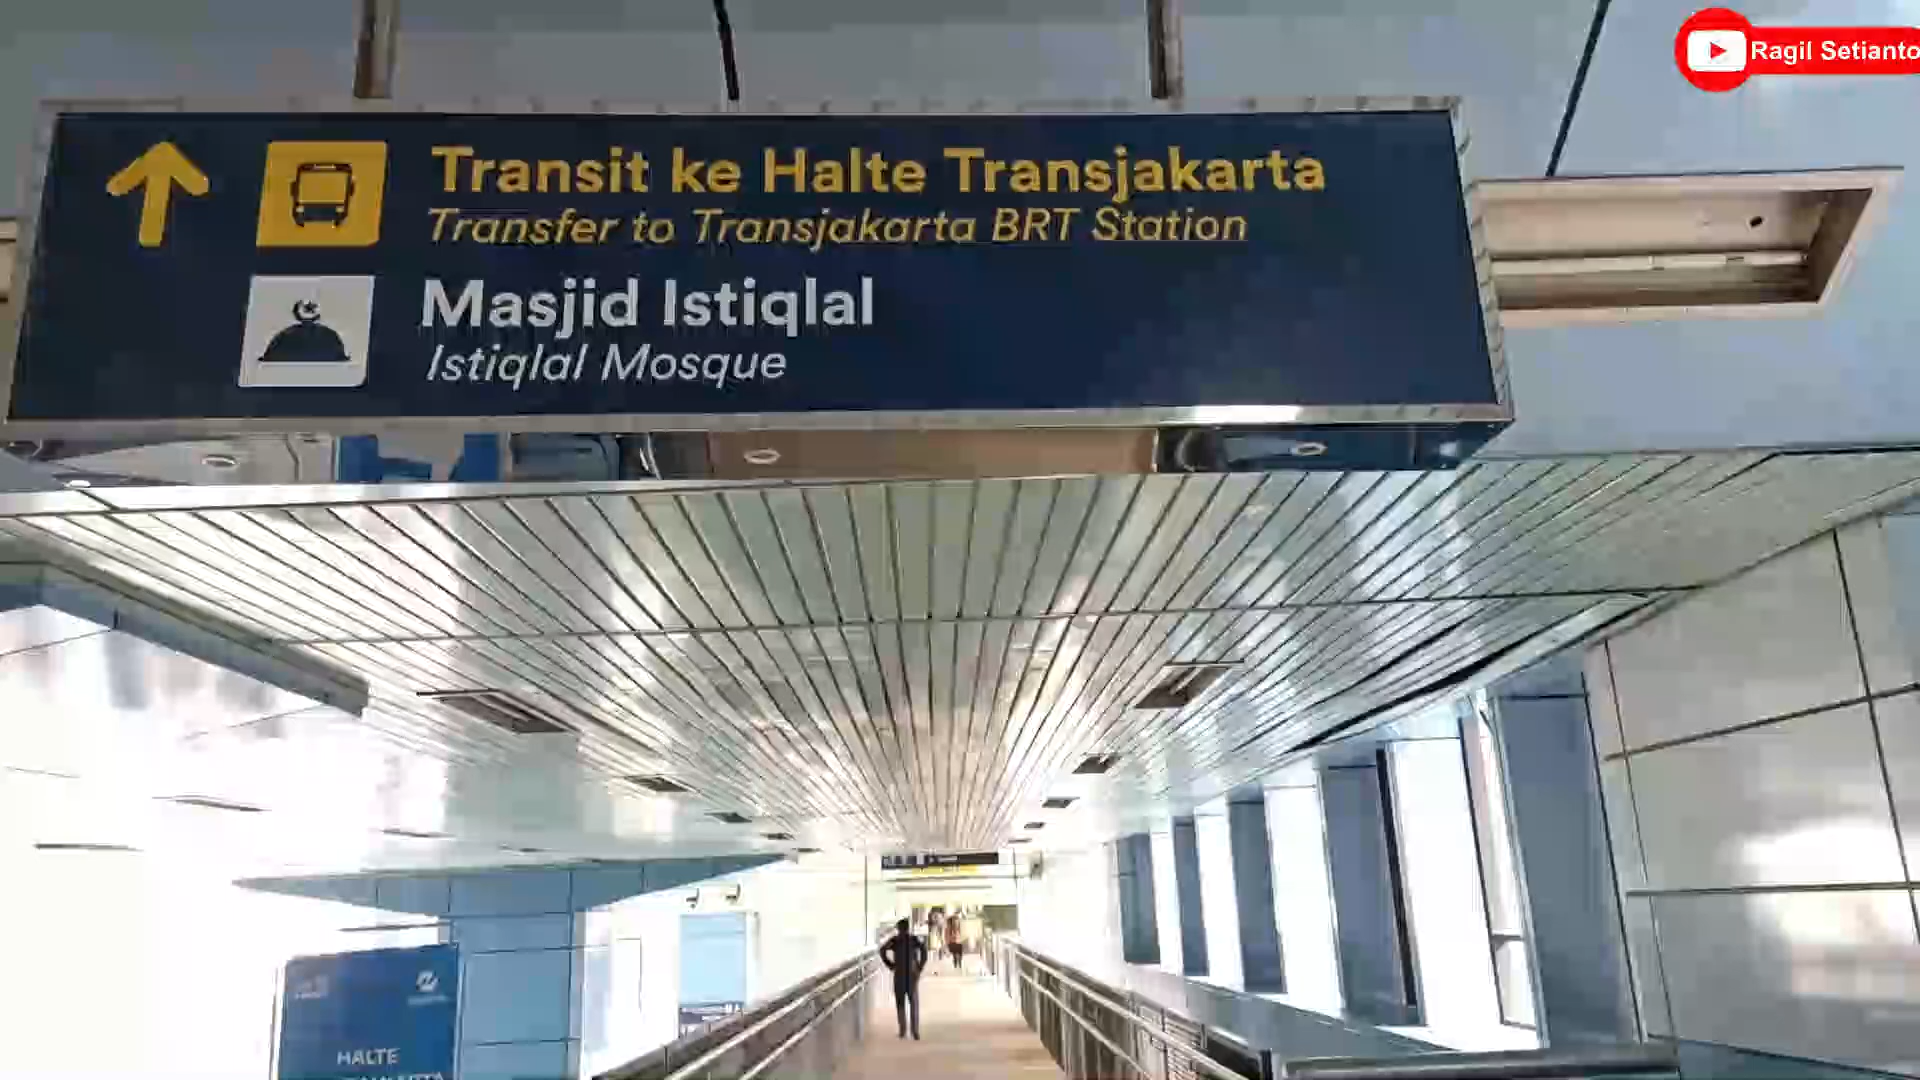 Ragil Setianto
Transit ke Halte Transjakarta
Transfer to Transjakarta BRT Station
Masjid Istiqlal
Istiqlal Mosque
HALTE